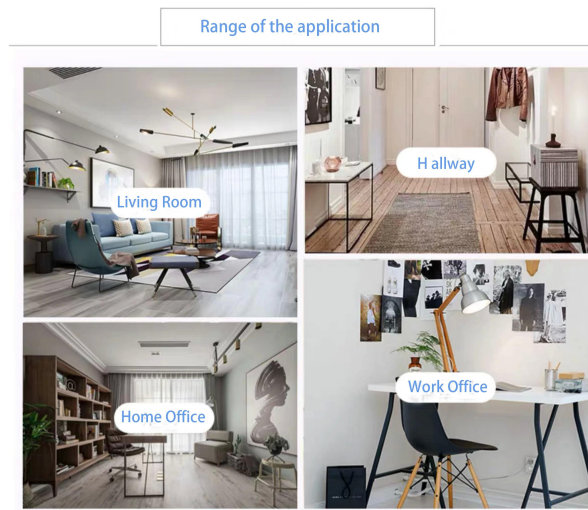 Range of the application
Living Room
H allway
Home Office
Work Office